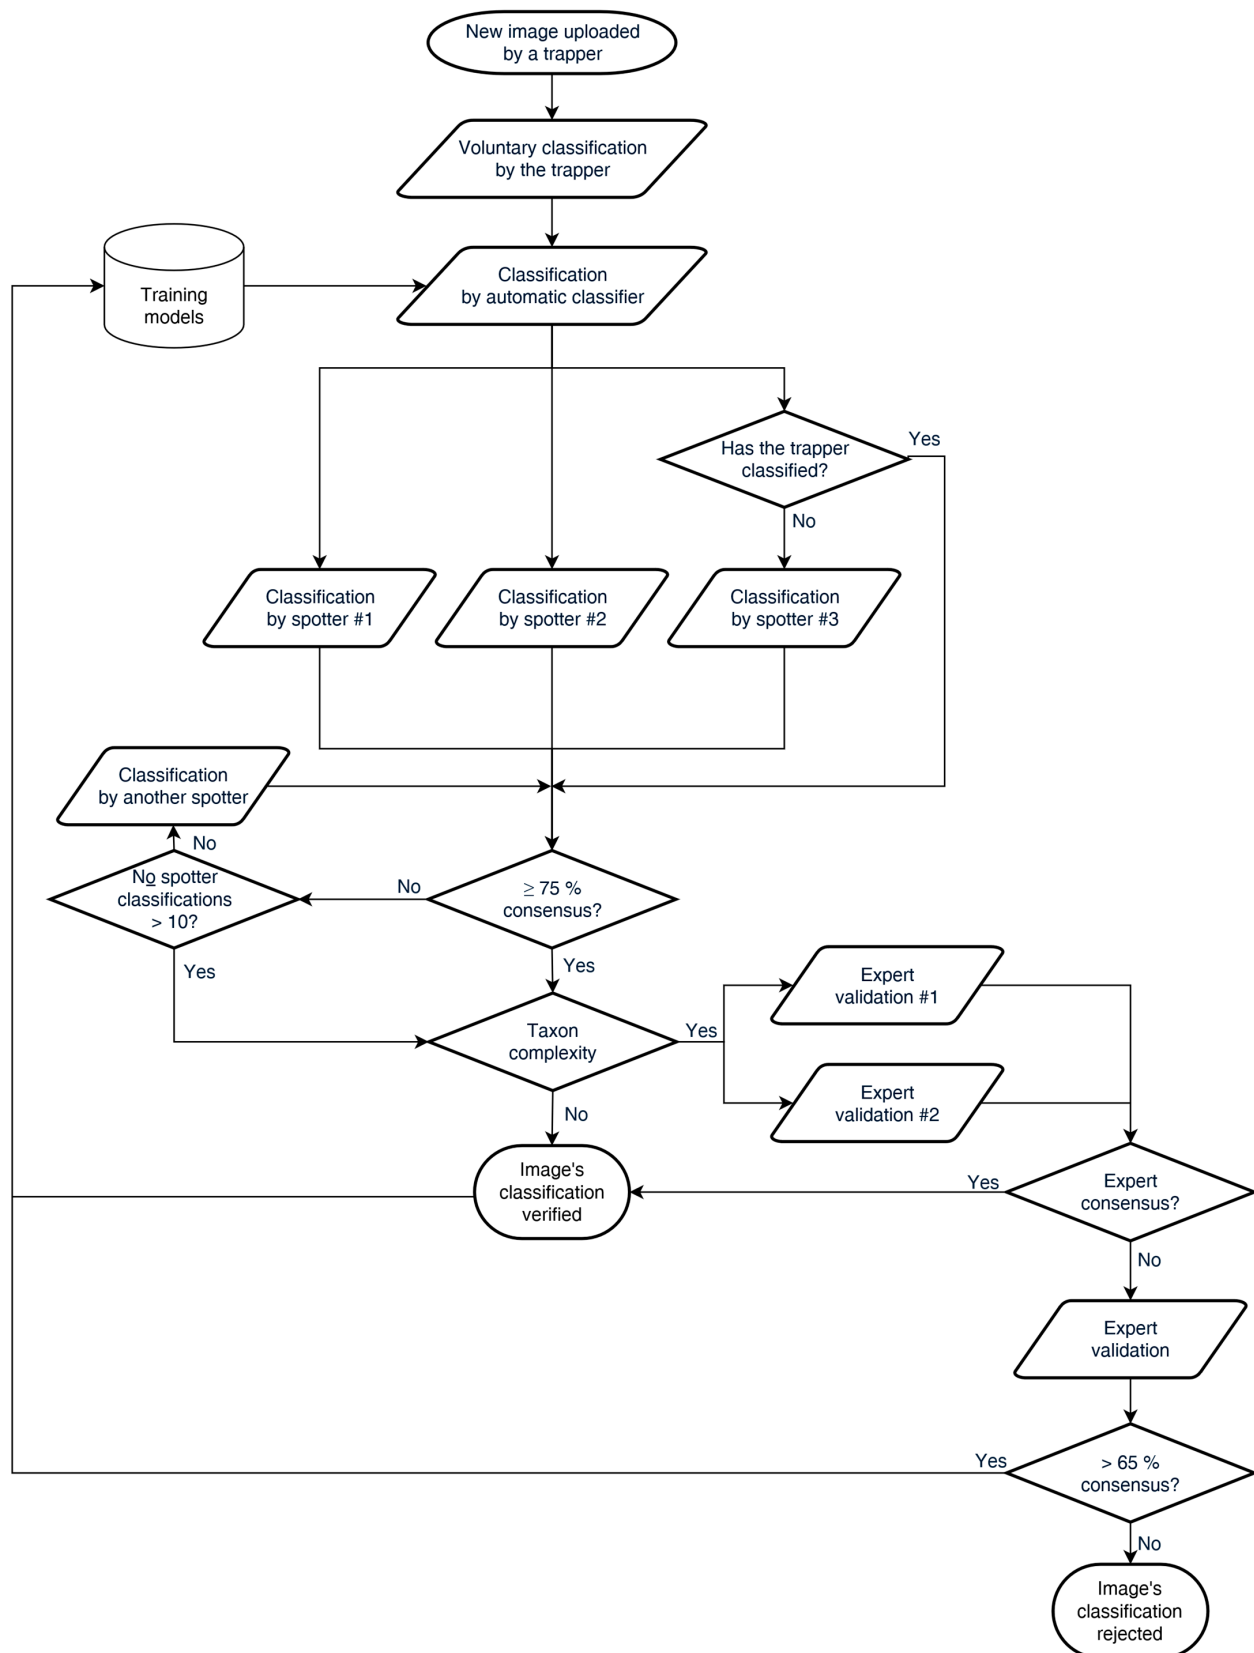 New image uploaded
by a trapper
Voluntary classification
by the trapper
Classification
by automatic classifier
Training
models
Has the trapper
classified?
Yes
No
Classification
by spotter #1
Classification
by spotter #2
Classification
by spotter #3
Classification
by another spotter
No
No spotter
classifications
> 10?
No
≥ 75 %
consensus?
Yes
Yes
Expert
validation #1
Taxon
complexity
Yes
Expert
validation #2
No
Image's
classification
verified
Yes
Expert
consensus?
No
Expert
validation
Yes
> 65 %
consensus?
No
Image's
classification
rejected